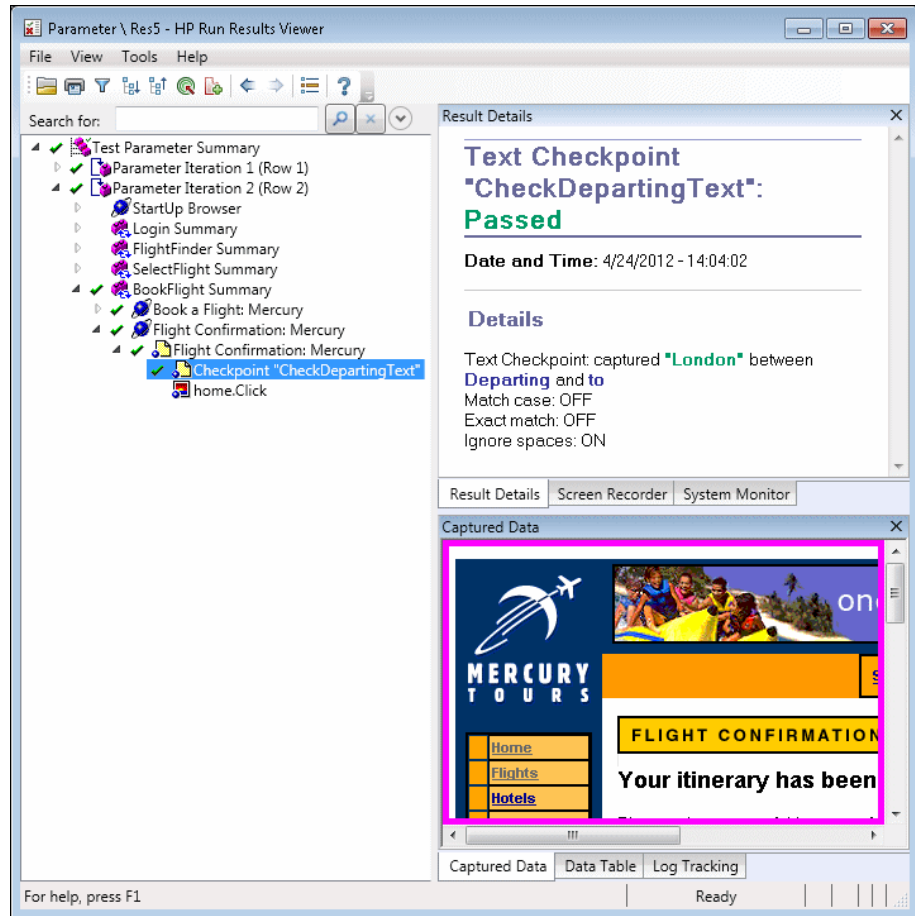 Parameter \ Res5 - HP Run Results Viewer
File View Tools Help
Search for:
Test Parameter Summary
Parameter Iteration 1 (Row 1)
Parameter Iteration 2 (Row 2)
StartUp Browser
Login Summary
FlightFinder Summary
SelectFlight Summary
BookFlight Summary
Book a Flight: Mercury
Flight Confirmation: Mercury
Flight Confirmation: Mercury
Checkpoint "CheckDepartingText"
home.Click
Result Details
Text Checkpoint
"CheckDepartingText":
Passed
Date and Time: 4/24/2012 - 14:04:02
Details
Text Checkpoint: captured "London" between
Departing and to
Match case: OFF
Exact match: OFF
Ignore spaces: ON
Result Details Screen Recorder System Monitor
Captured Data
MERCURY
TOURS
Home
Flights
Hotels
FLIGHT CONFIRMATION
Your itinerary has been
Captured Data Data Table Log Tracking
For help, press F1
Ready